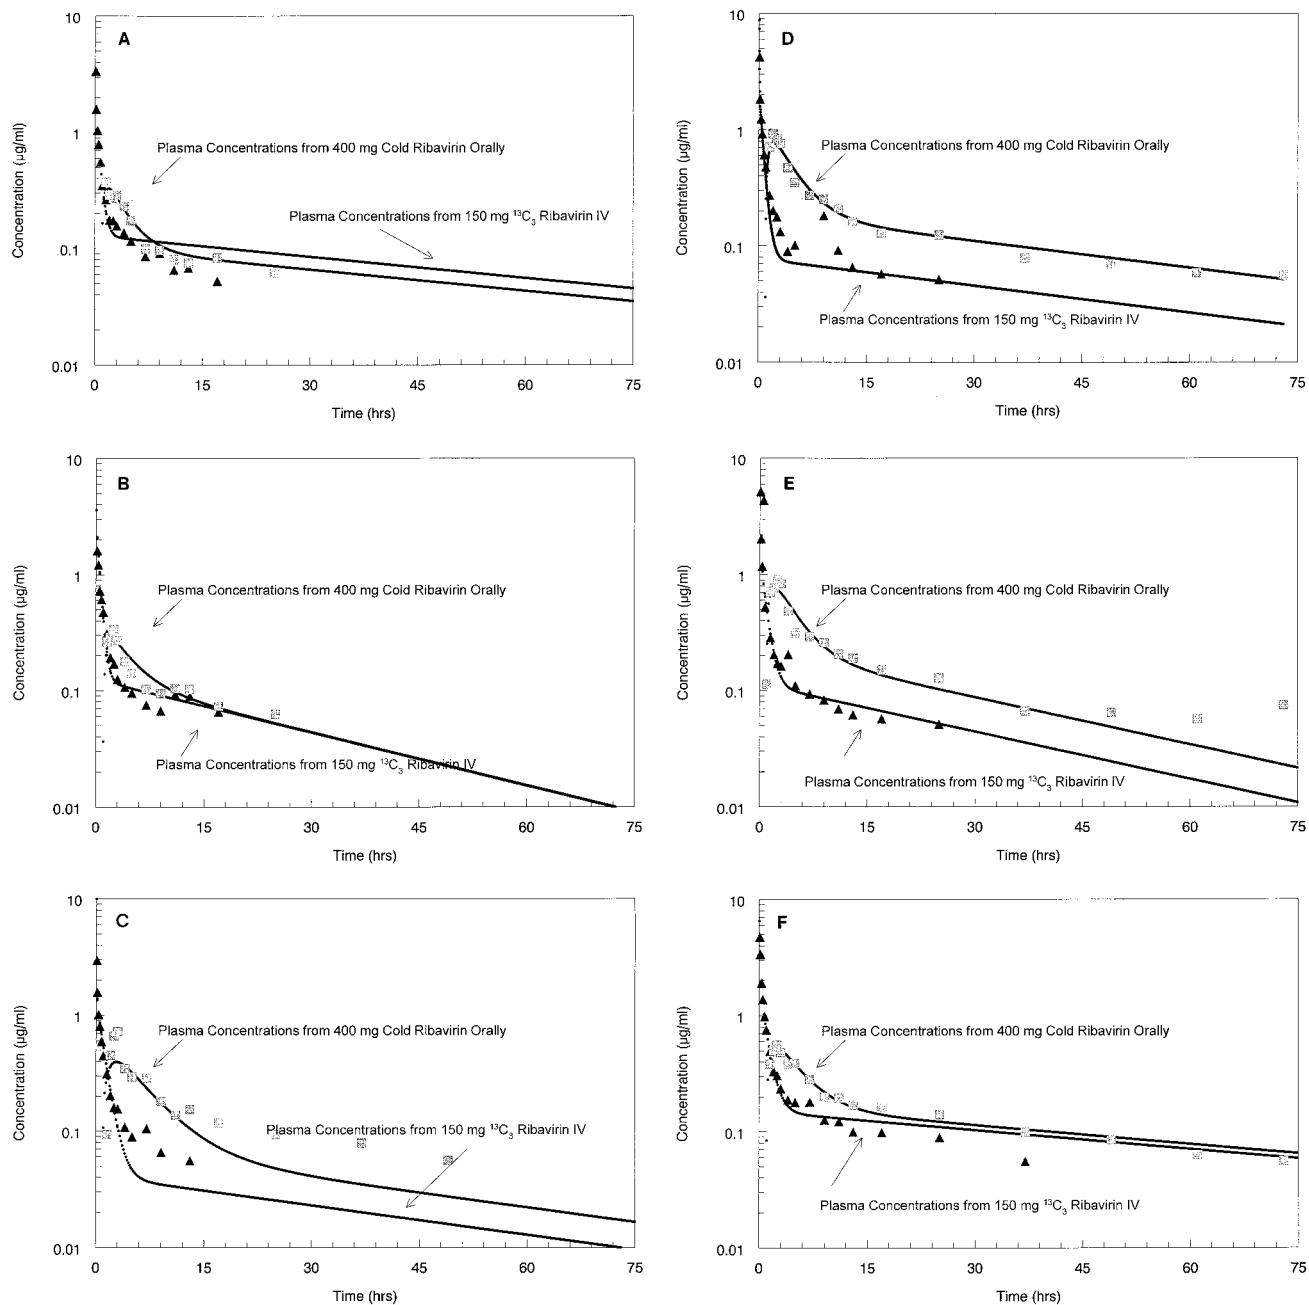 10
A
1
Plasma Concentrations from 400 mg Cold Ribavirin Orally
Plasma Concentrations from 150 mg ¹³C₃ Ribavirin IV
0.1
0.01
0 15 30 45 60 75
Time (hrs)
Concentration (µg/ml)
10
D
1
Plasma Concentrations from 400 mg Cold Ribavirin Orally
0.1
Plasma Concentrations from 150 mg ¹³C₃ Ribavirin IV
0.01
0 15 30 45 60 75
Time (hrs)
Concentration (µg/ml)
10
B
1
Plasma Concentrations from 400 mg Cold Ribavirin Orally
0.1
Plasma Concentrations from 150 mg ¹³C₃ Ribavirin IV
0.01
0 15 30 45 60 75
Time (hrs)
Concentration (µg/ml)
10
E
1
Plasma Concentrations from 400 mg Cold Ribavirin Orally
0.1
Plasma Concentrations from 150 mg ¹³C₃ Ribavirin IV
0.01
0 15 30 45 60 75
Time (hrs)
Concentration (µg/ml)
10
C
1
Plasma Concentrations from 400 mg Cold Ribavirin Orally
Plasma Concentrations from 150 mg ¹³C₃ Ribavirin IV
0.1
0.01
0 15 30 45 60 75
Time (hrs)
Concentration (µg/ml)
10
F
1
Plasma Concentrations from 400 mg Cold Ribavirin Orally
0.1
Plasma Concentrations from 150 mg ¹³C₃ Ribavirin IV
0.01
0 15 30 45 60 75
Time (hrs)
Concentration (µg/ml)